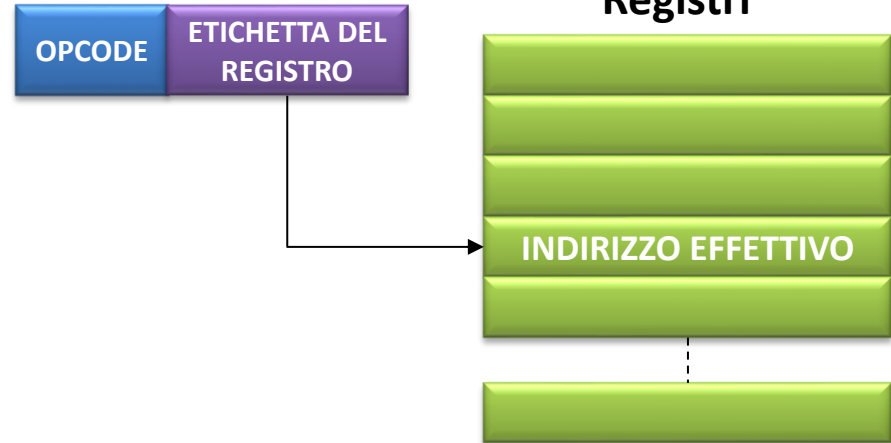 Registri
OPCODE
ETICHETTA DEL
REGISTRO
INDIRIZZO EFFETTIVO